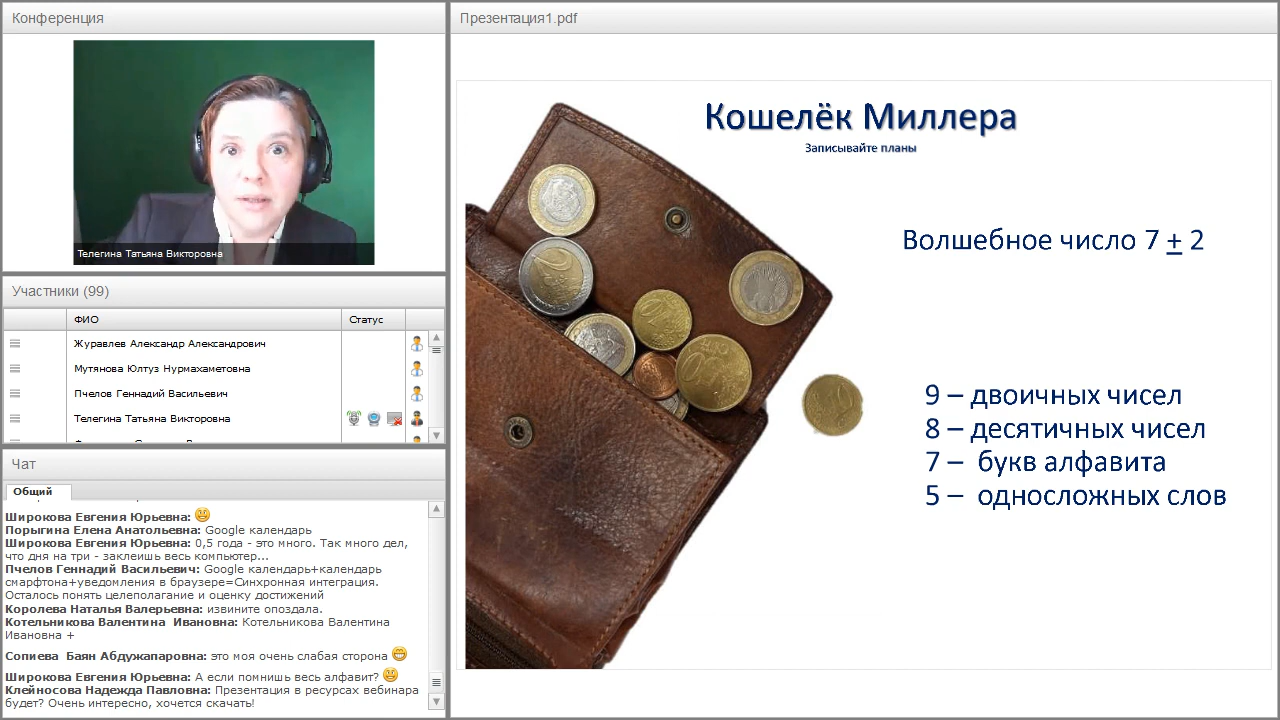 Конференция
Телегина Татьяна Викторовна
Участники (99)
ФИО
Статус
Журавлев Александр Александрович
Мутянова Юлтуз Нурмахаметовна
Пчелов Геннадий Васильевич
Телегина Татьяна Викторовна
Чат
Общий
Широкова Евгения Юрьевна:
Порыгина Елена Анатольевна: Google календарь
Широкова Евгения Юрьевна: 0,5 года - это много. Так много дел,
что дня на три - заклеишь весь компьютер...
Пчелов Геннадий Васильевич: Google календарь+календарь
смарфтона+уведомления в браузере=Синхронная интеграция.
Осталось понять целеполагание и оценку достижений
Королева Наталья Валерьевна: извините опоздала.
Котельникова Валентина Ивановна: Котельникова Валентина
Ивановна +
Сопиева Баян Абдужапаровна: это моя очень слабая сторона
Широкова Евгения Юрьевна: А если помнишь весь алфавит?
Клейносова Надежда Павловна: Презентация в ресурсах вебинара
будет? Очень интересно, хочется скачать!
Презентация1.pdf
Кошелёк Миллера
Записывайте планы
Волшебное число 7 ± 2
9 – двоичных чисел
8 – десятичных чисел
7 – букв алфавита
5 – односложных слов